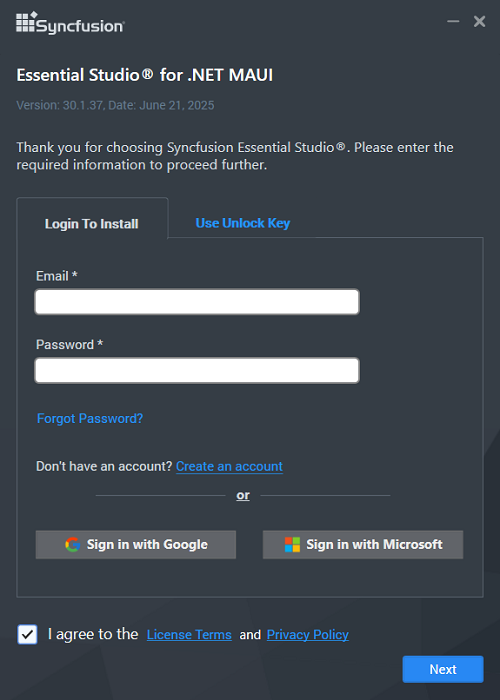 Syncfusion®
Essential Studio® for .NET MAUI
Version: 30.1.37, Date: June 21, 2025
Thank you for choosing Syncfusion Essential Studio®. Please enter the
required information to proceed further.
Login To Install
Use Unlock Key
Email *
Password *
Forgot Password?
Don't have an account? Create an account
or
Sign in with Google
Sign in with Microsoft
I agree to the License Terms and Privacy Policy
Next